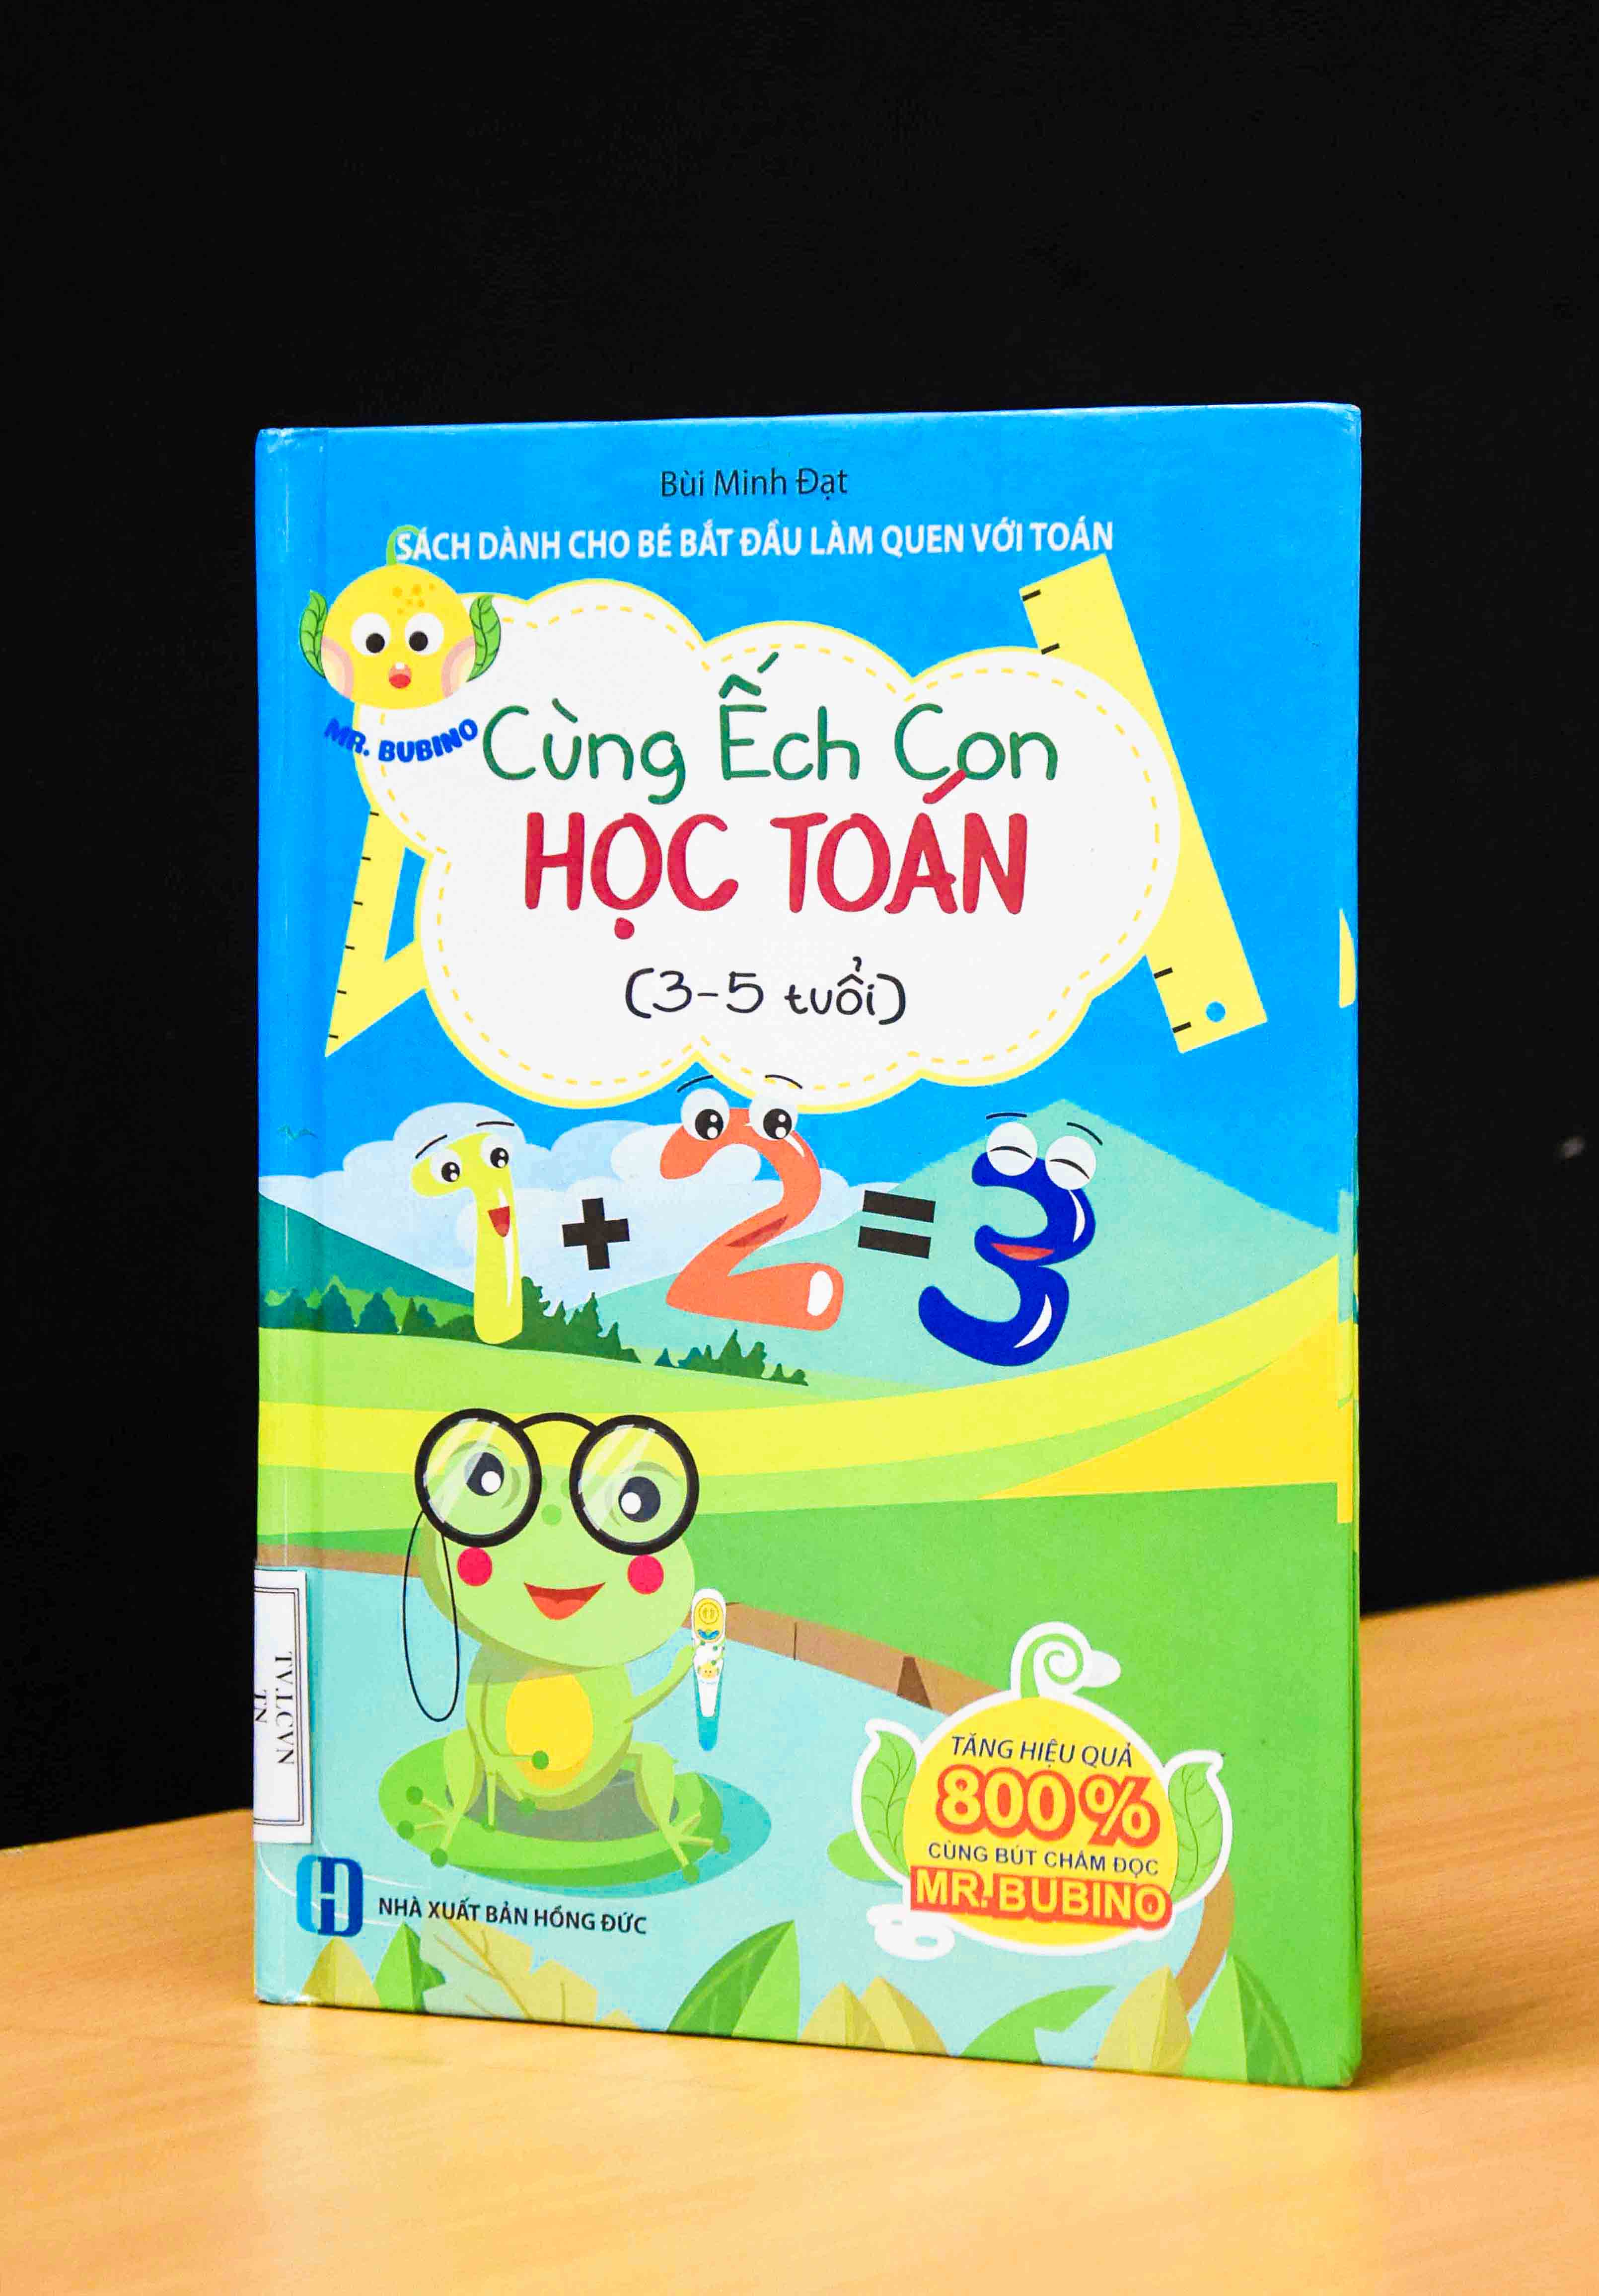 Bùi Minh Đạt
SÁCH DÀNH CHO BÉ BẮT ĐẦU LÀM QUEN VỚI TOÁN
MR. BUBINO
Cùng Ếch Con
HỌC TOÁN
(3-5 tuổi)
1 + 2 = 3
TV.LCVN
TN
TĂNG HIỆU QUẢ
800%
CÙNG BÚT CHẤM ĐỌC
MR. BUBINO
NHÀ XUẤT BẢN HỒNG ĐỨC